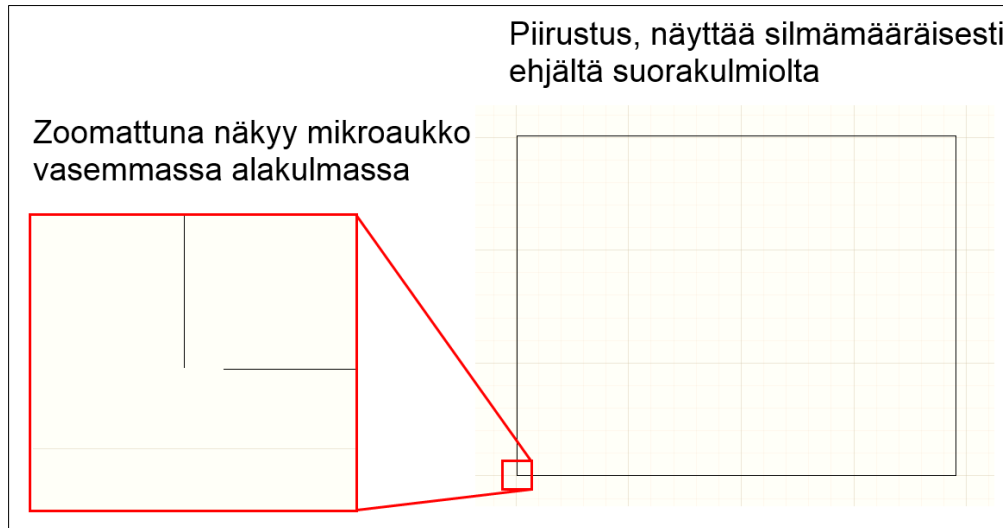 Piirustus, näyttää silmämääräisesti
ehjältä suorakulmiolta
Zoomattuna näkyy mikroaukko
vasemmassa alakulmassa